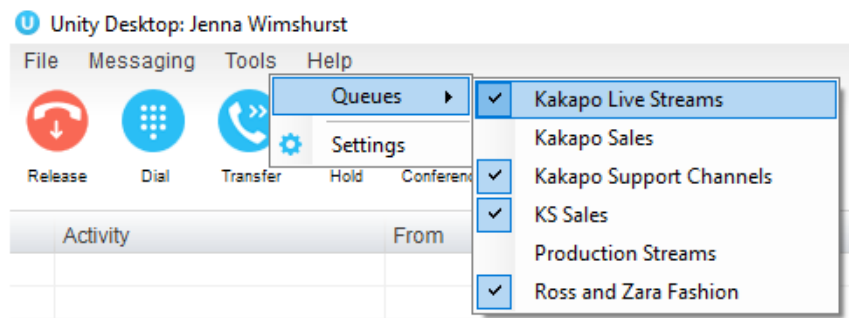 Unity Desktop: Jenna Wimshurst
File Messaging Tools Help
Queues
Settings
Kakapo Live Streams
Kakapo Sales
Kakapo Support Channels
KS Sales
Production Streams
Ross and Zara Fashion
Release Dial Transfer Hold Conferenc
Activity From